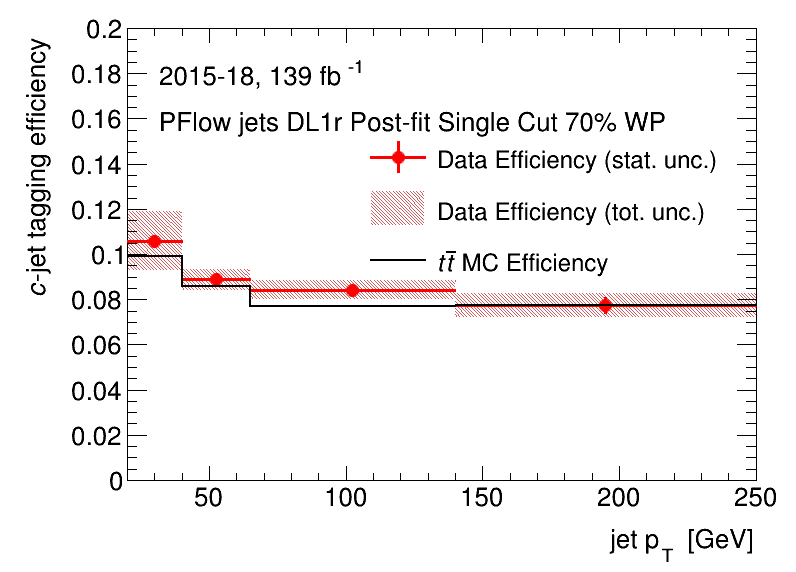 0.2
0.18
0.16
0.14
0.12
0.1
0.08
0.06
0.04
0.02
0
c-jet tagging efficiency
2015-18, 139 fb⁻¹
PFlow jets DL1r Post-fit Single Cut 70% WP
Data Efficiency (stat. unc.)
Data Efficiency (tot. unc.)
tt̄ MC Efficiency
50 100 150 200 250
jet p_T [GeV]